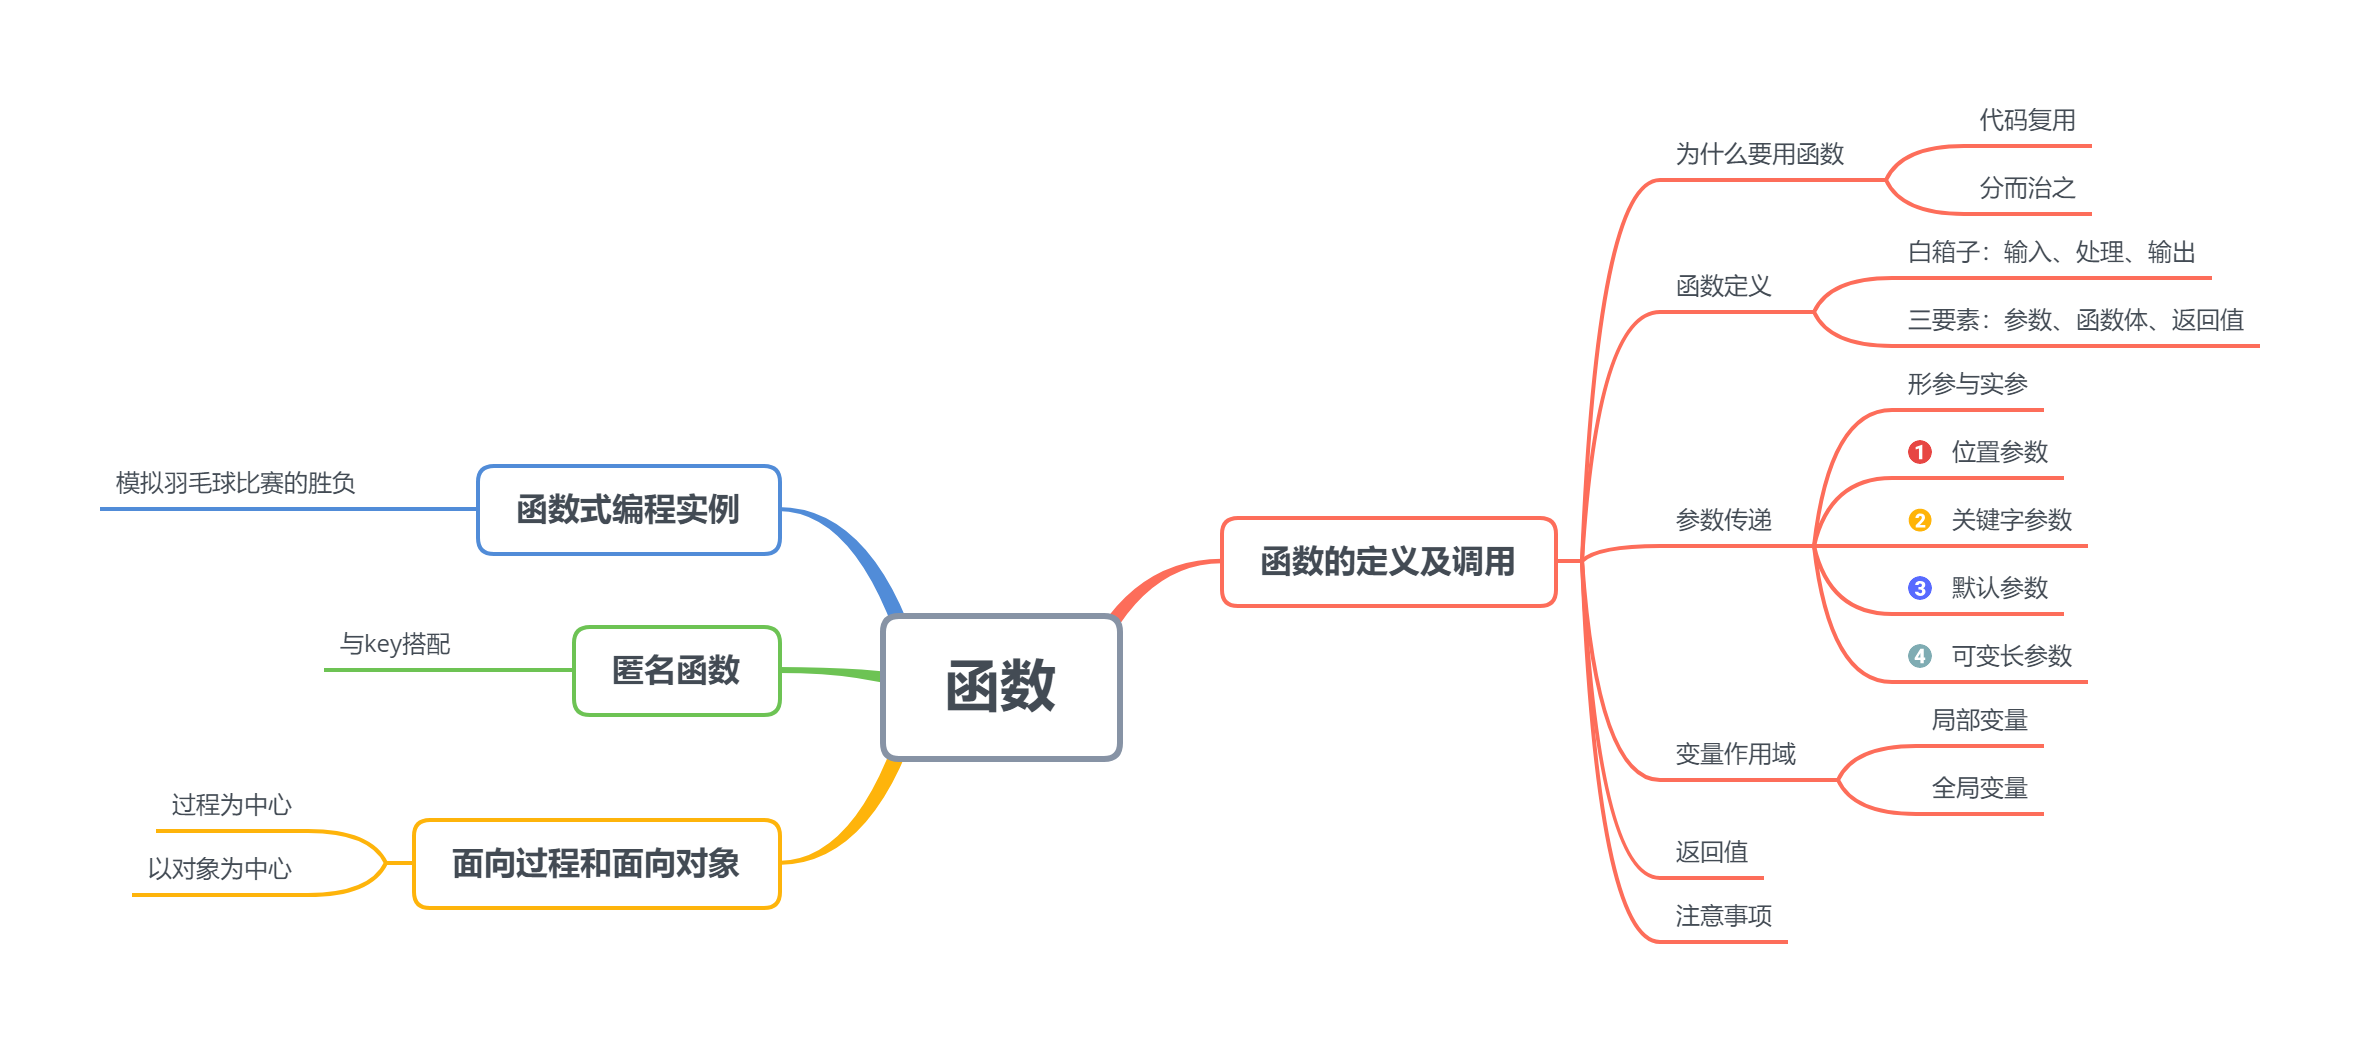 函数
函数的定义及调用
为什么要用函数
代码复用
分而治之
函数定义
白箱子：输入、处理、输出
三要素：参数、函数体、返回值
参数传递
形参与实参
1 位置参数
2 关键字参数
3 默认参数
4 可变长参数
变量作用域
局部变量
全局变量
返回值
注意事项
函数式编程实例
模拟羽毛球比赛的胜负
匿名函数
与key搭配
面向过程和面向对象
过程为中心
以对象为中心